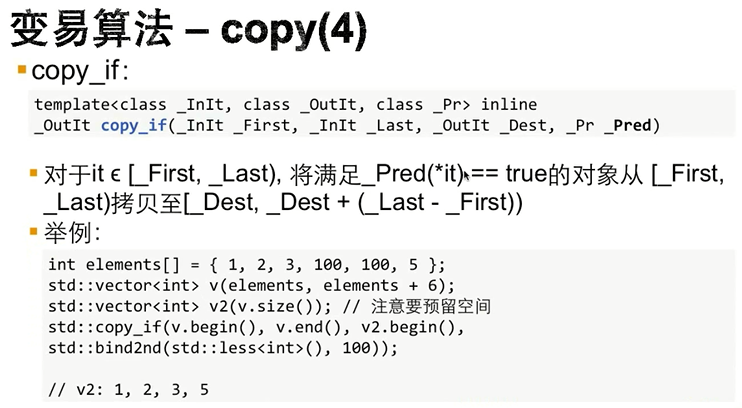 变易算法 – copy(4)
copy_if:
template<class _InIt, class _OutIt, class _Pr> inline
_OutIt copy_if(_InIt _First, _InIt _Last, _OutIt _Dest, _Pr _Pred)
对于it ϵ [_First, _Last), 将满足_Pred(*it)== true的对象从 [_First,
_Last)拷贝至[_Dest, _Dest + (_Last - _First))
举例:
int elements[] = { 1, 2, 3, 100, 100, 5 };
std::vector<int> v(elements, elements + 6);
std::vector<int> v2(v.size()); // 注意要预留空间
std::copy_if(v.begin(), v.end(), v2.begin(),
std::bind2nd(std::less<int>(), 100));
// v2: 1, 2, 3, 5